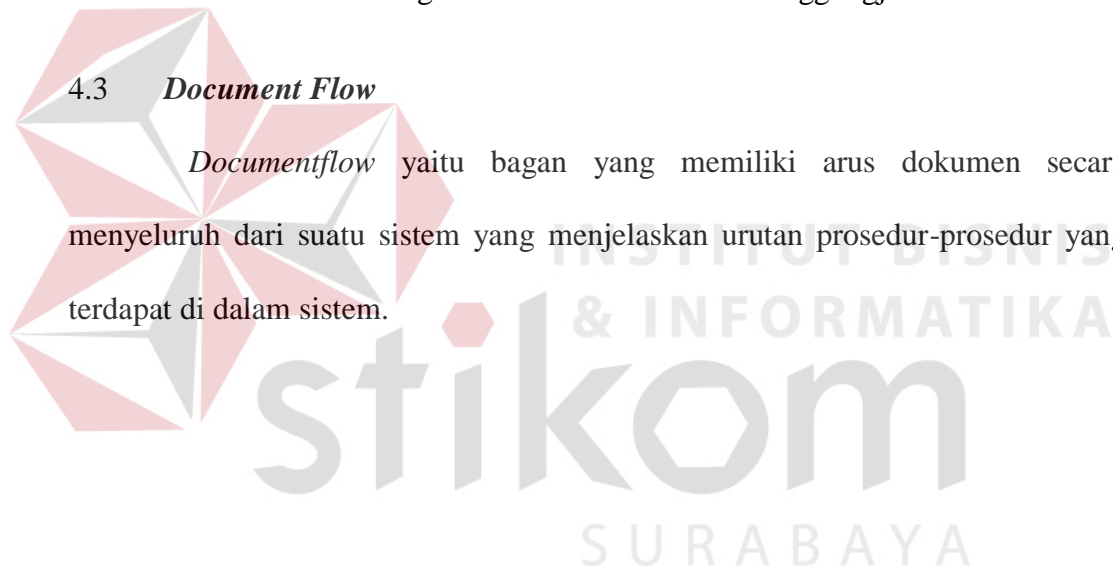 4.3 Document Flow
Documentflow yaitu bagan yang memiliki arus dokumen secar
menyeluruh dari suatu sistem yang menjelaskan urutan prosedur-prosedur yang
terdapat di dalam sistem.
INSTITUT BISNIS
& INFORMATIKA
stikom
SURABAYA